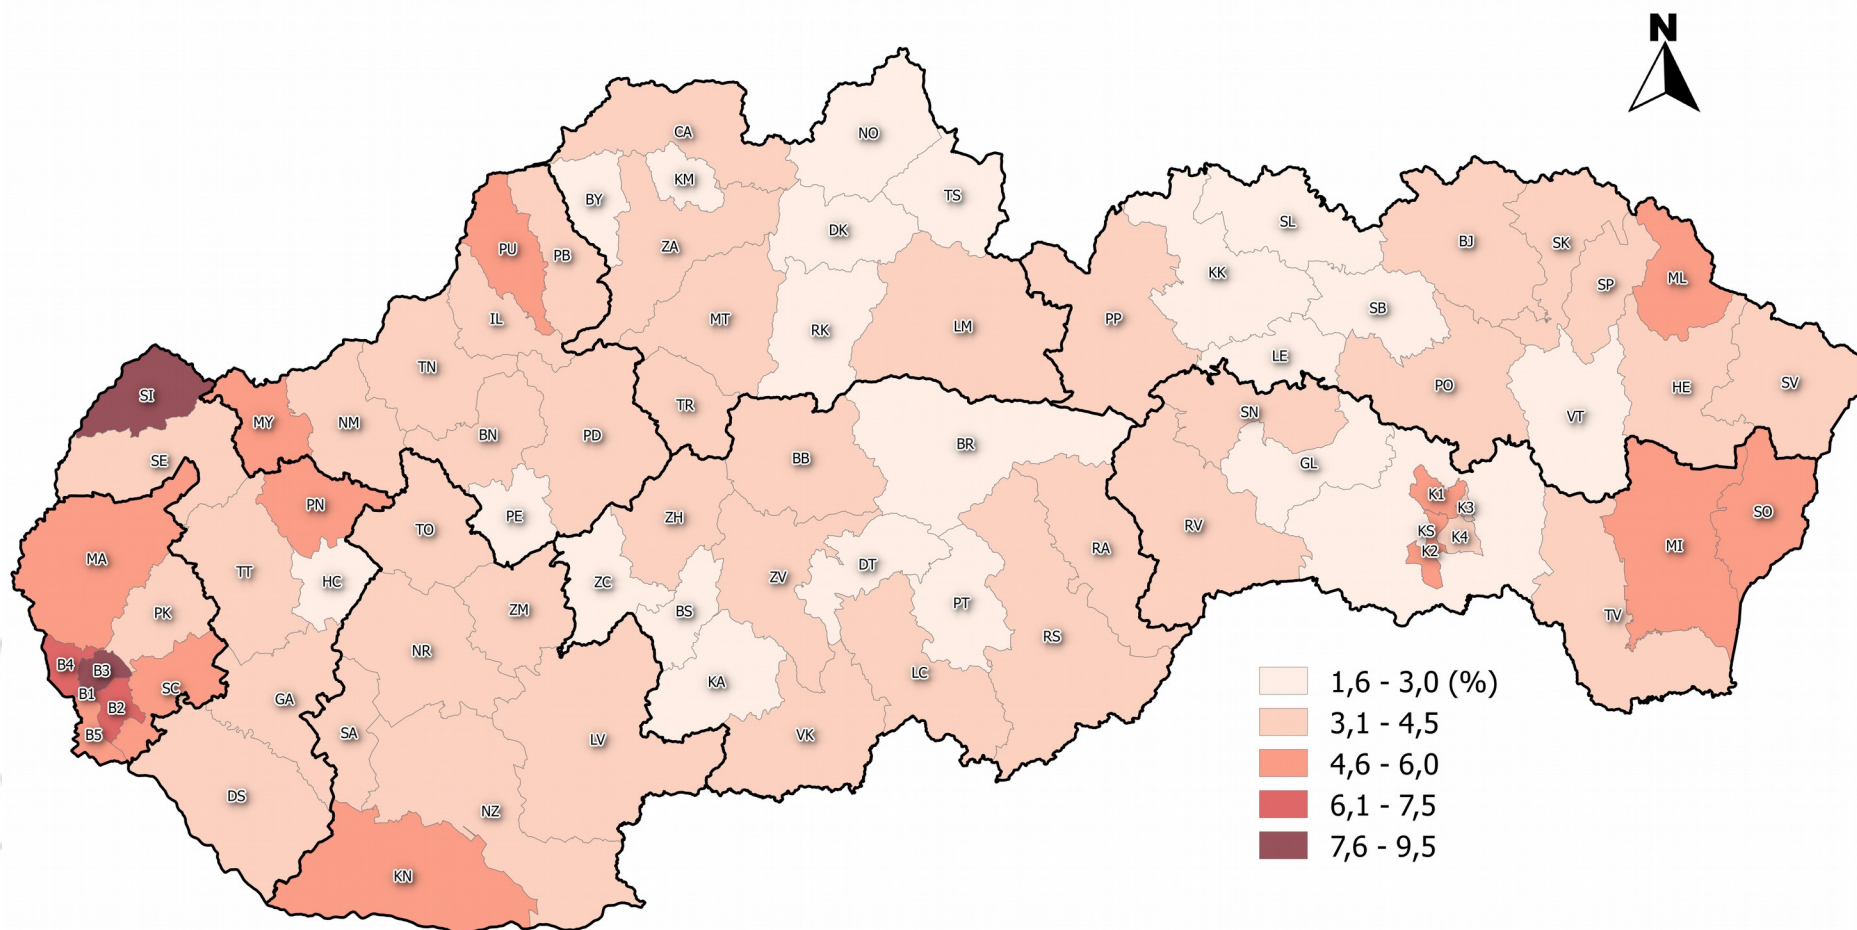 N
CA
NO
KM
BY
TS
SL
DK
BJ
SK
ZA
PU
PB
KK
ML
SP
SB
IL
MT
RK
LM
PP
LE
TN
HE
SV
PO
SI
TR
SN
VT
MY
NM
BN
PD
BR
BB
SE
GL
K1
PN
K3
SO
PE
ZH
TO
RV
KS
K4
MI
K2
RA
MA
TT
HC
ZC
DT
ZV
PK
ZM
BS
PT
TV
NR
RS
B4
B3
LC
SC
KA
B1
GA
B2
B5
SA
LV
VK
DS
NZ
KN
1,6 - 3,0 (%)
3,1 - 4,5
4,6 - 6,0
6,1 - 7,5
7,6 - 9,5